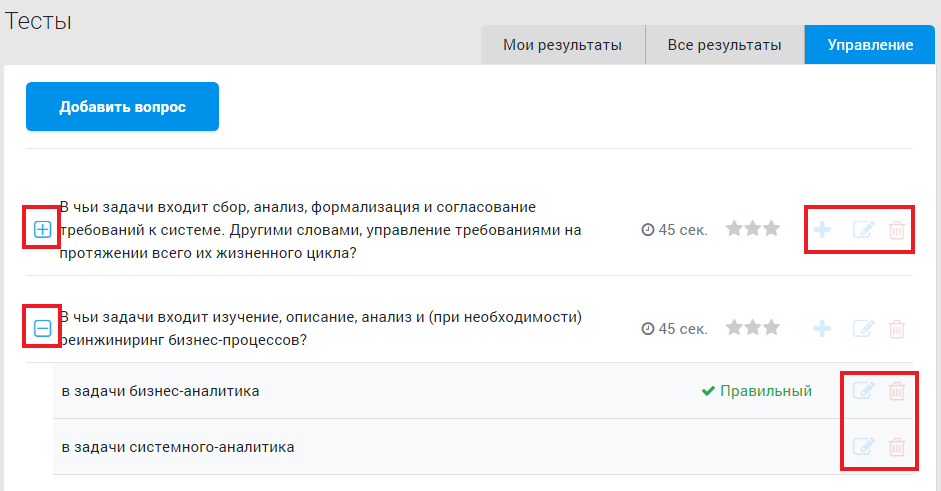 Тесты
Мои результаты
Все результаты
Управление
Добавить вопрос
В чьи задачи входит сбор, анализ, формализация и согласование
требований к системе. Другими словами, управление требованиями на
протяжении всего их жизненного цикла?
45 сек.
В чьи задачи входит изучение, описание, анализ и (при необходимости)
реинжиниринг бизнес-процессов?
45 сек.
в задачи бизнес-аналитика
Правильный
в задачи системного-аналитика